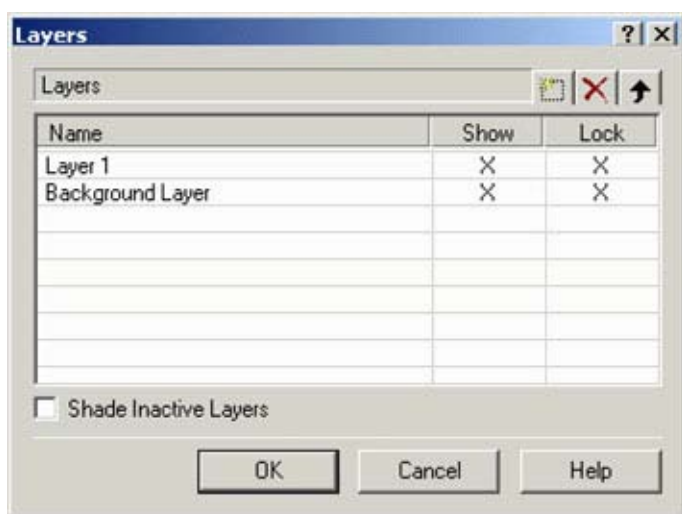 Layers
Layers
Name Show Lock
Layer 1 X X
Background Layer X X
Shade Inactive Layers
OK Cancel Help